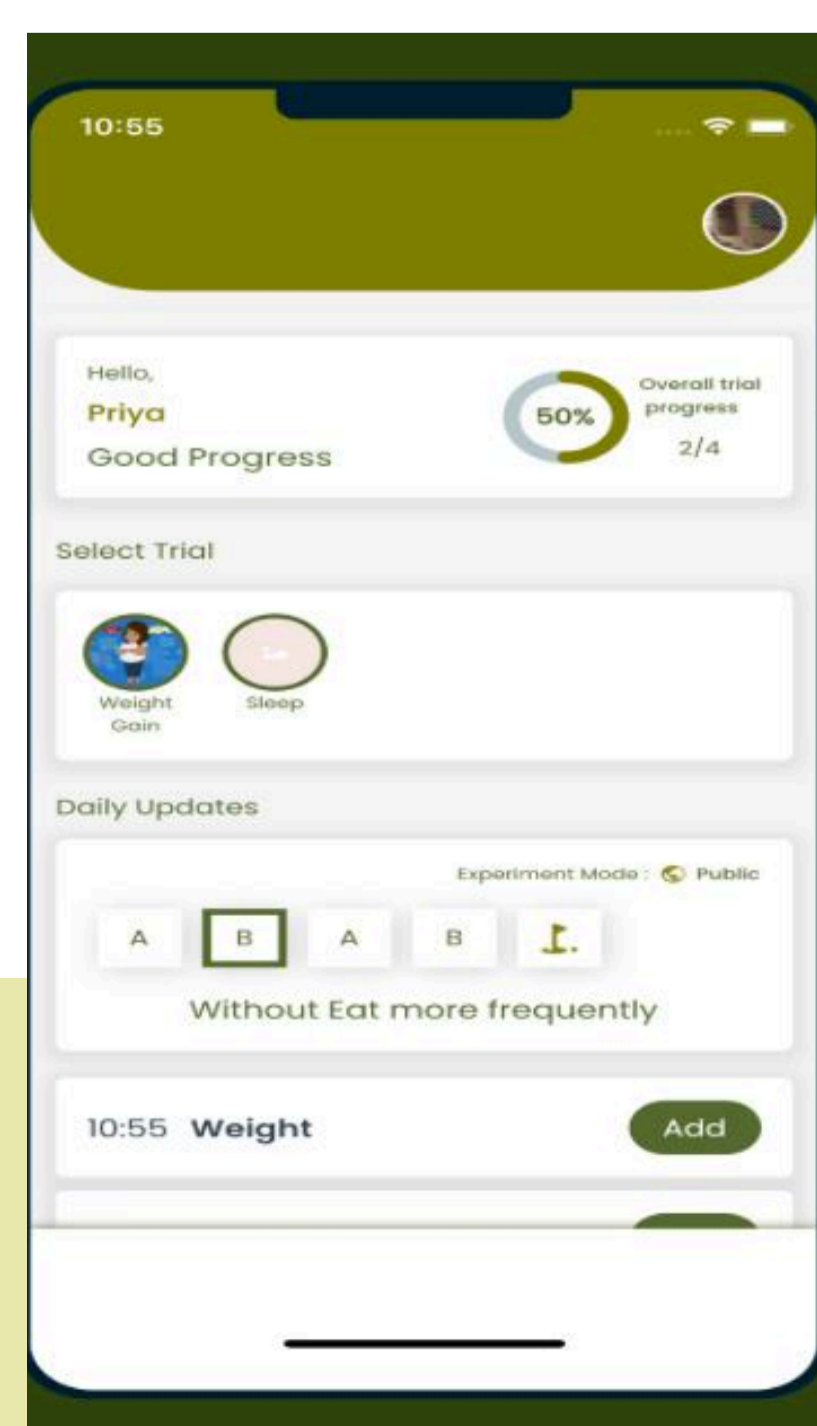 10:55
Hello,
Priya
Good Progress
50%
Overall trial
progress
2/4
Select Trial
Weight
Gain
Sleep
Daily Updates
Experiment Mode : Public
A B A B
Without Eat more frequently
10:55 Weight
Add